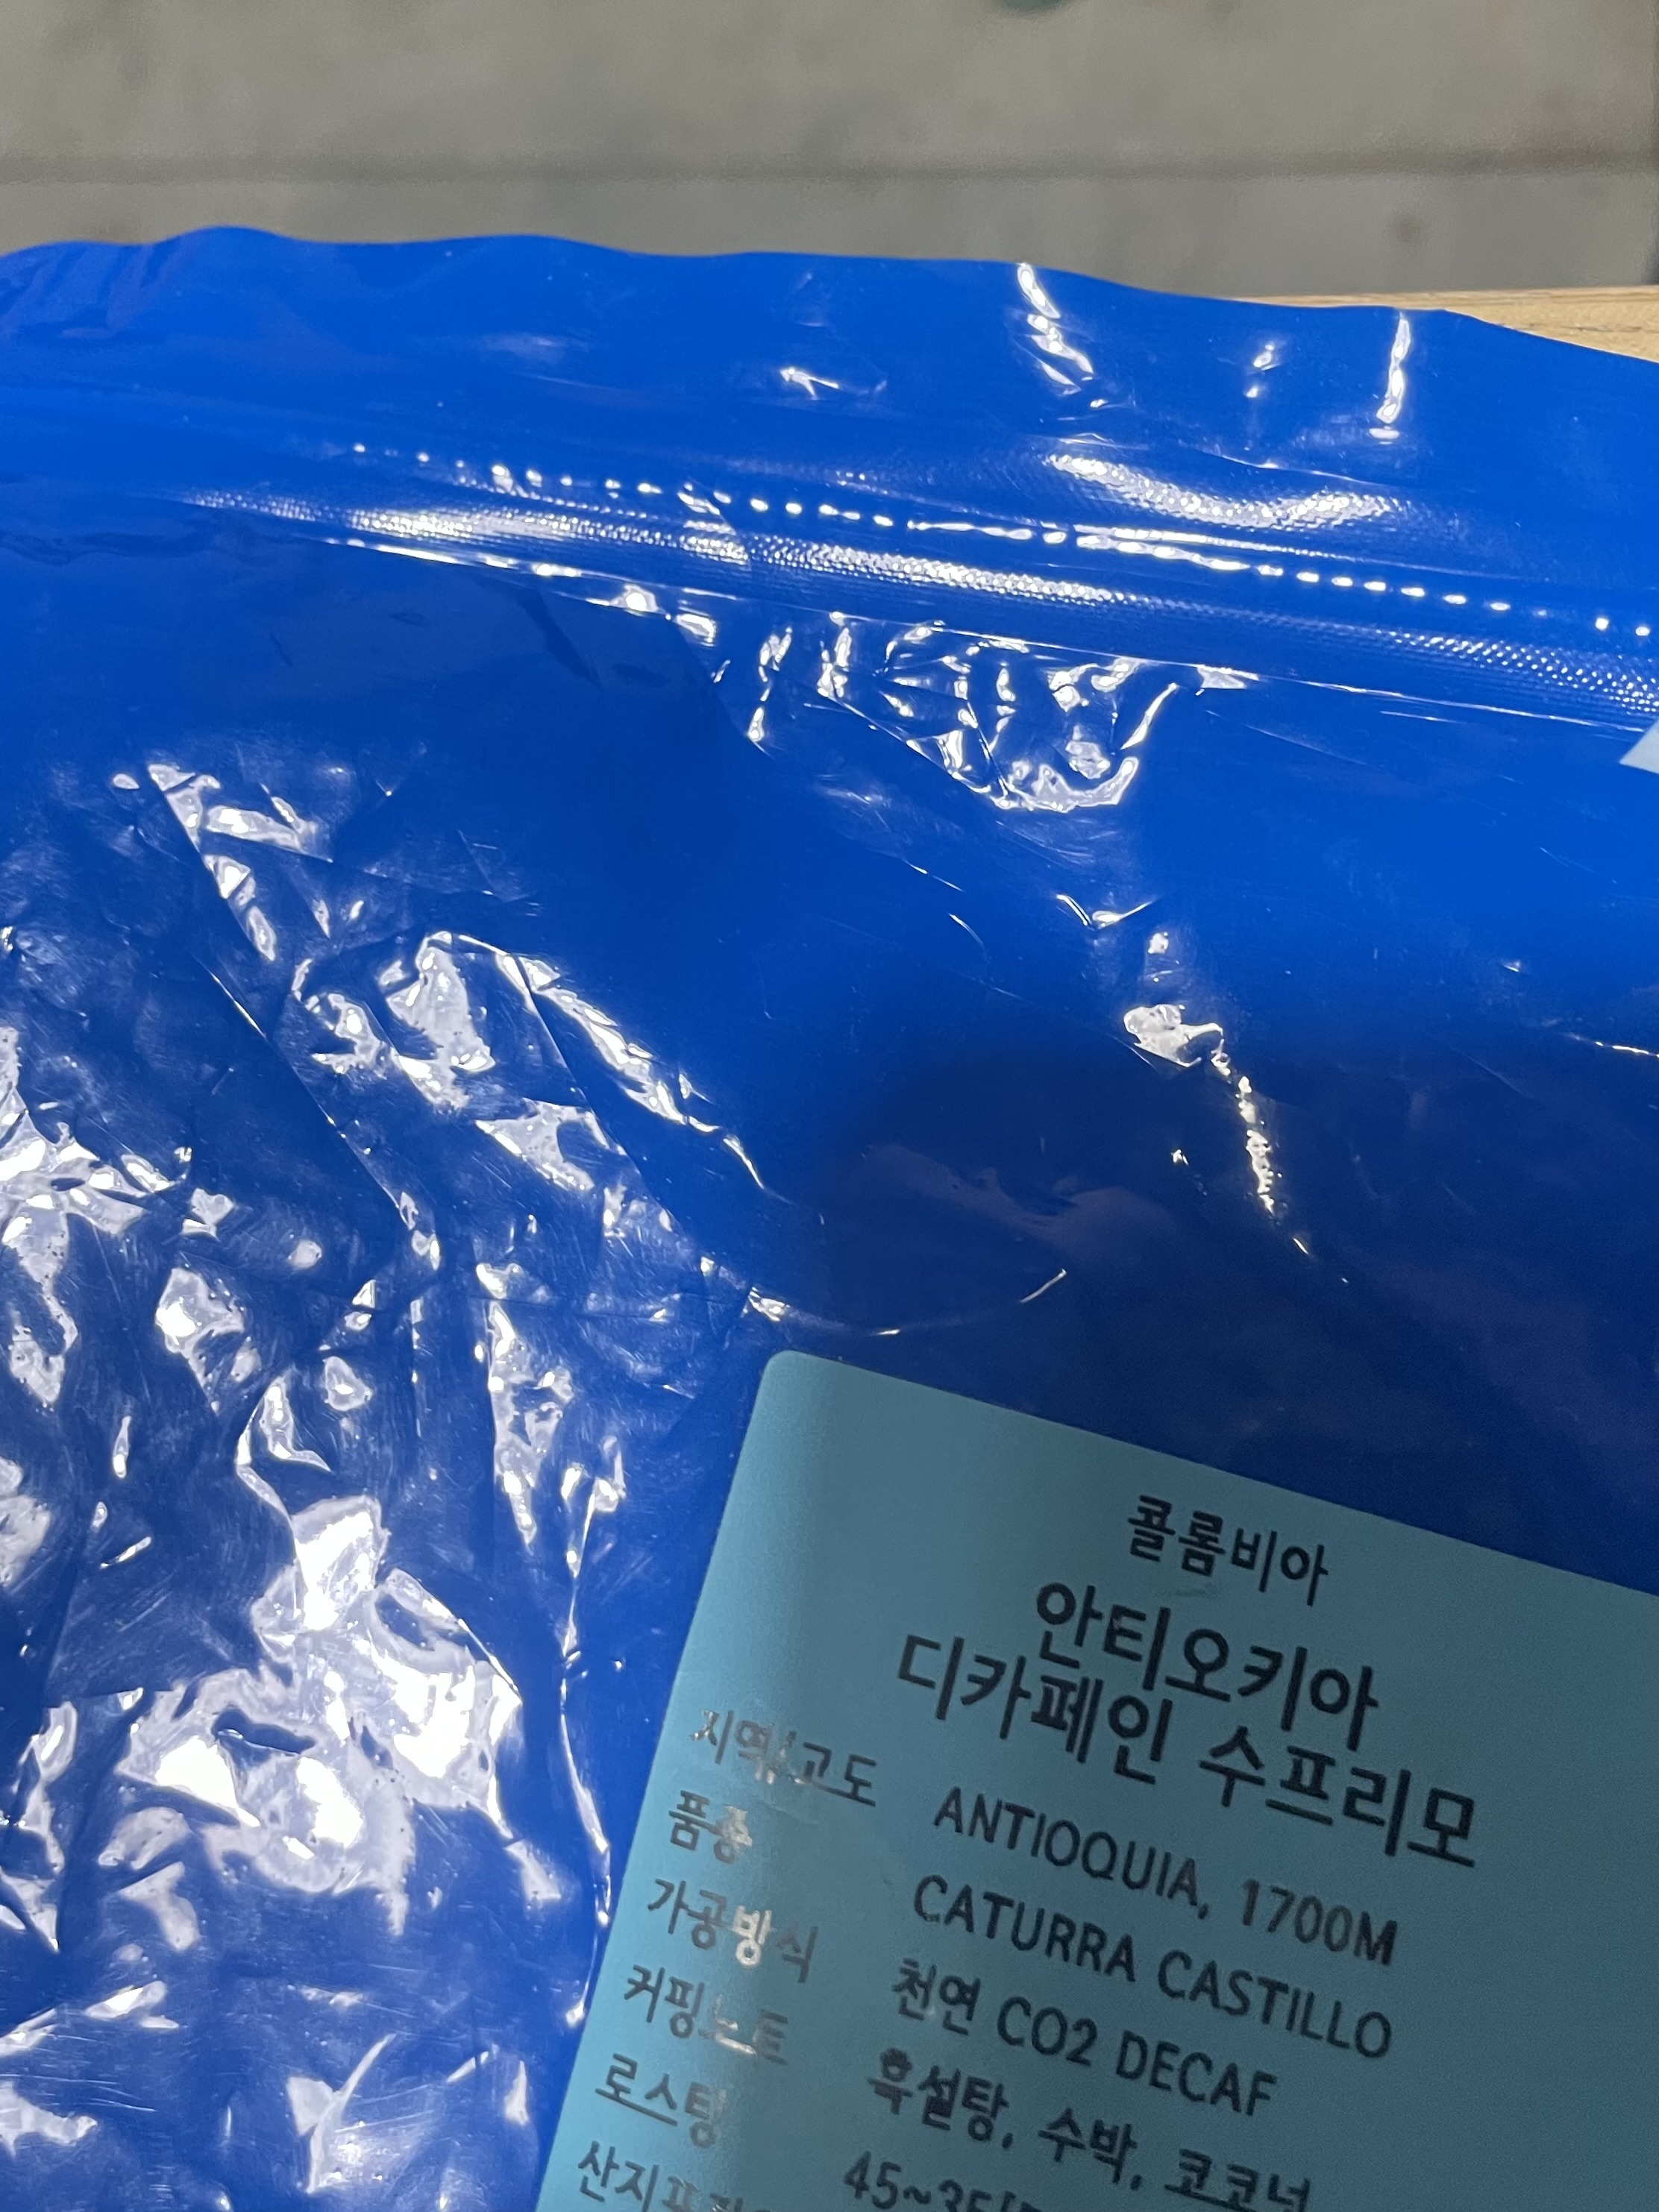 콜롬비아
안티오키아
디카페인 수프리모
지역/고도 ANTIOQUIA, 1700M
품종 CATURRA CASTILLO
가공방식 천연 CO2 DECAF
커핑노트 흑설탕, 수박, 코코넛
로스팅 45~35